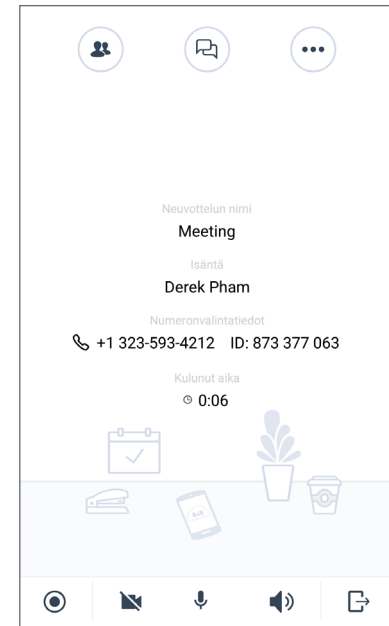 Neuvottelun nimi
Meeting
Isäntä
Derek Pham
Numeronvalintatiedot
+1 323-593-4212 ID: 873 377 063
Kulunut aika
0:06